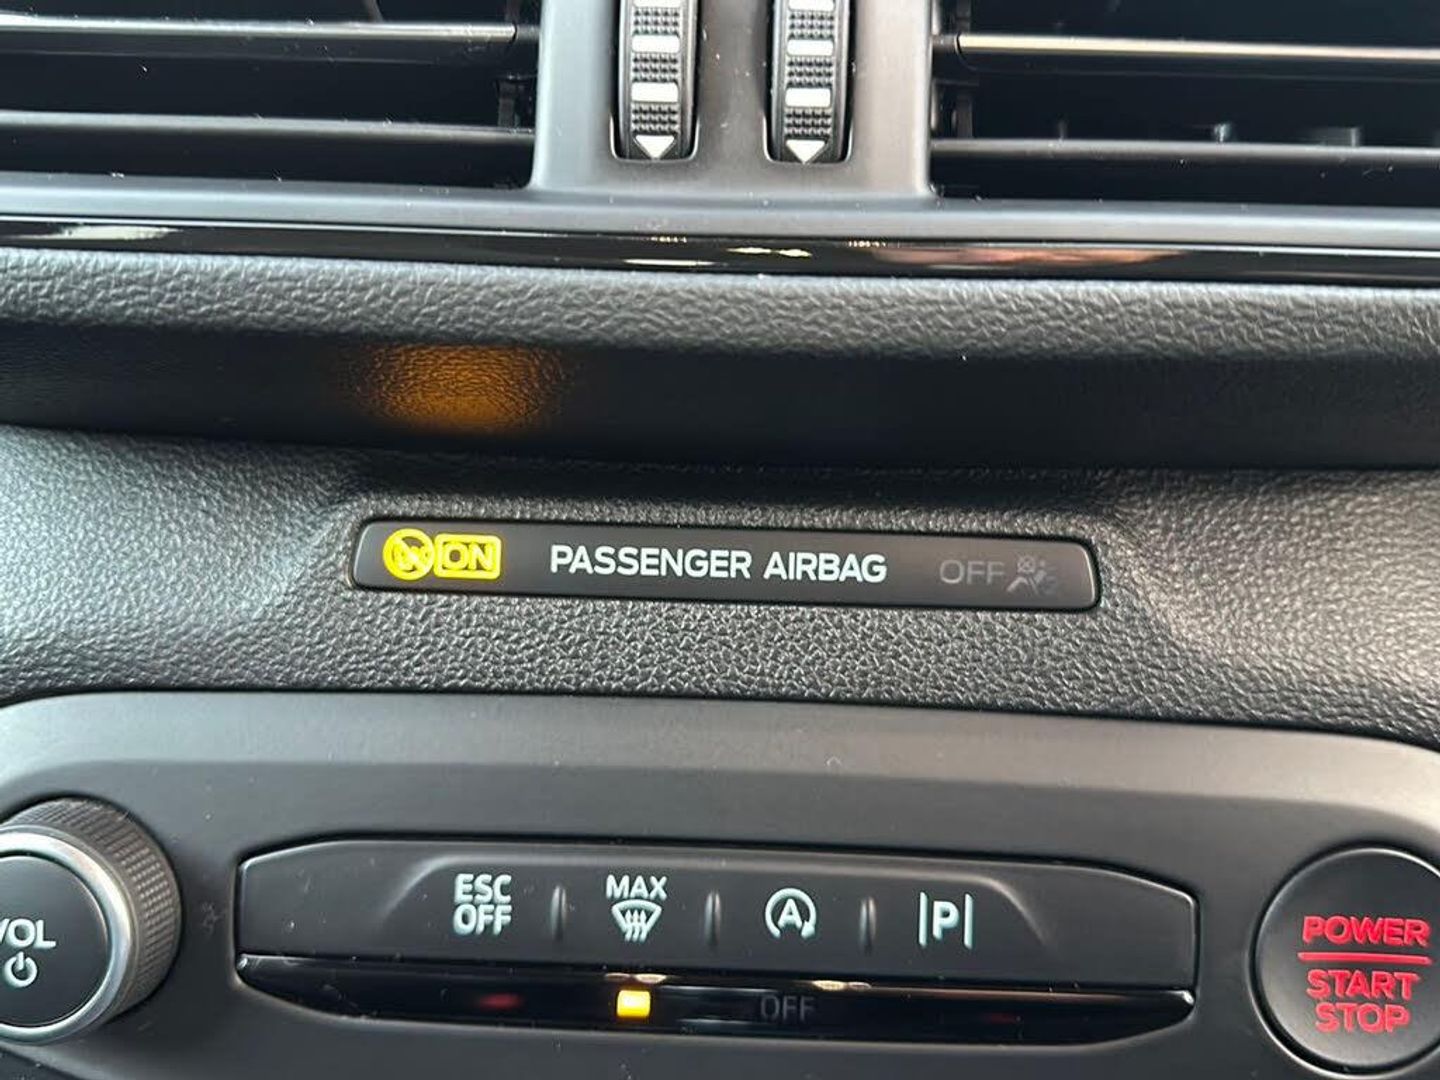 ON PASSENGER AIRBAG OFF
ESC OFF
MAX
A
P
VOL
OFF
POWER
START
STOP